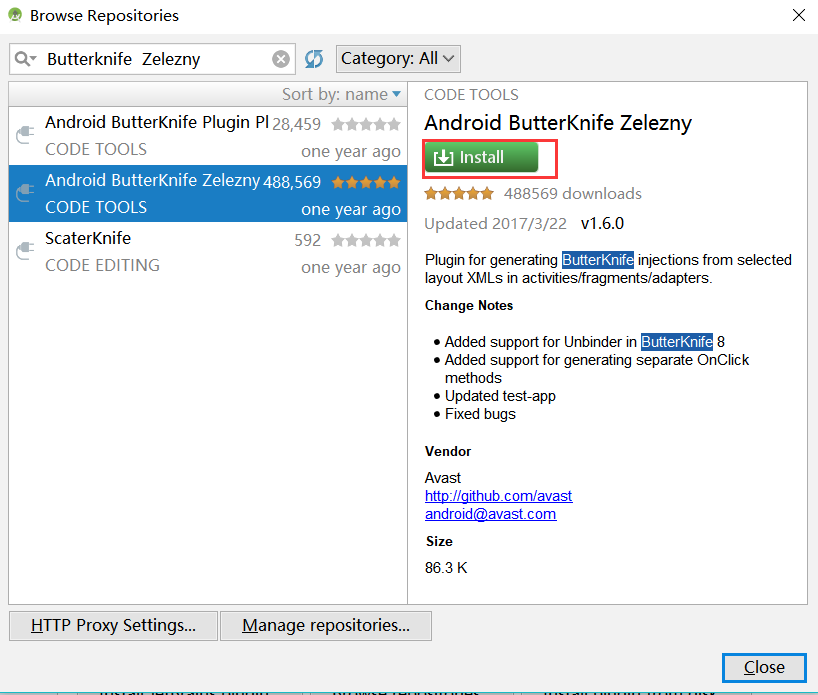 Browse Repositories
Butterknife Zelezny
Category: All
Sort by: name
Android ButterKnife Plugin Pl 28,459
CODE TOOLS one year ago
Android ButterKnife Zelezny 488,569
CODE TOOLS one year ago
ScaterKnife 592
CODE EDITING one year ago
CODE TOOLS
Android ButterKnife Zelezny
Install
488569 downloads
Updated 2017/3/22 v1.6.0
Plugin for generating ButterKnife injections from selected
layout XMLs in activities/fragments/adapters.
Change Notes
Added support for Unbinder in ButterKnife 8
Added support for generating separate OnClick
methods
Updated test-app
Fixed bugs
Vendor
Avast
http://github.com/avast
android@avast.com
Size
86.3 K
HTTP Proxy Settings...
Manage repositories...
Close